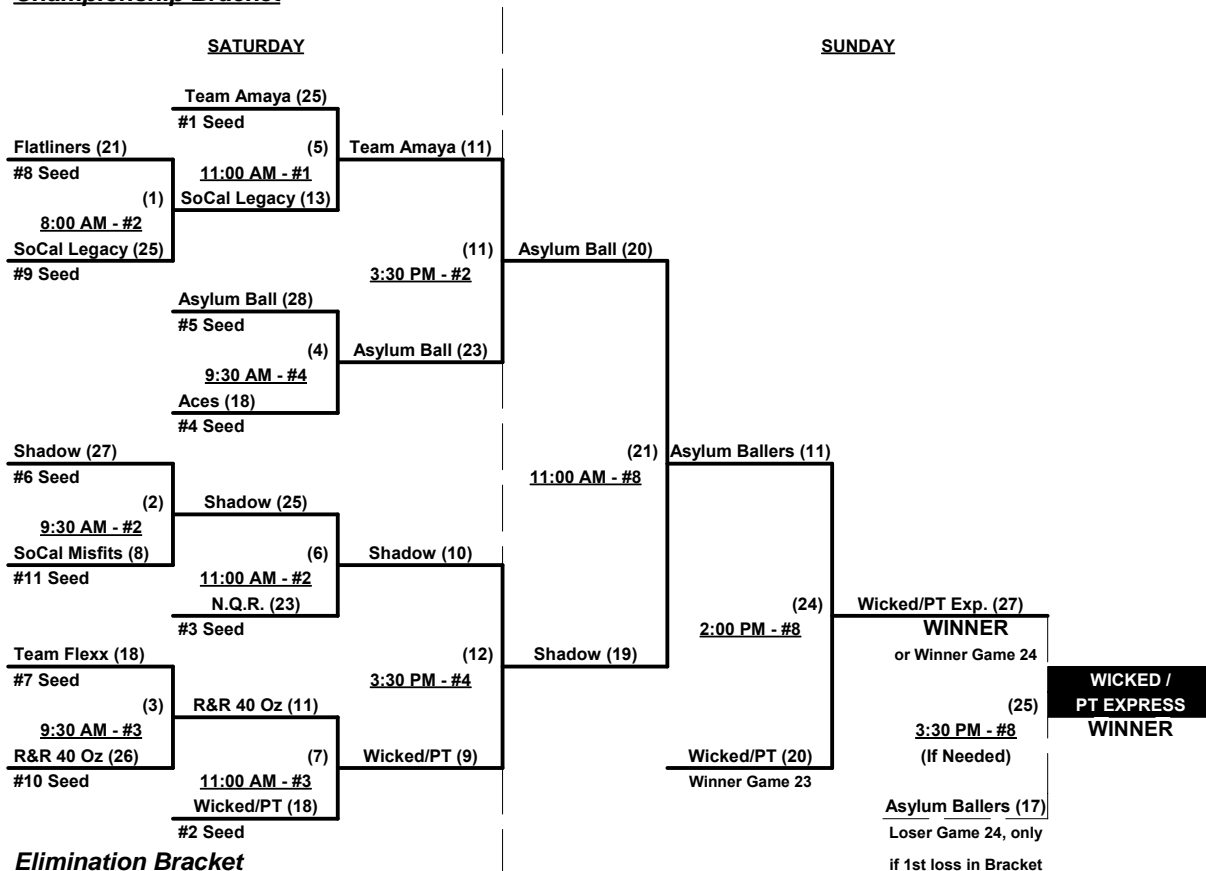 Championship Bracket
SATURDAY
SUNDAY
Team Amaya (25)
#1 Seed
Flatliners (21)
#8 Seed
(1)
8:00 AM - #2
SoCal Legacy (25)
#9 Seed
(5)
11:00 AM - #1
SoCal Legacy (13)
Team Amaya (11)
(11)
3:30 PM - #2
Asylum Ball (28)
#5 Seed
(4)
9:30 AM - #4
Aces (18)
#4 Seed
Asylum Ball (23)
Asylum Ball (20)
Shadow (27)
#6 Seed
(2)
9:30 AM - #2
SoCal Misfits (8)
#11 Seed
Shadow (25)
(6)
11:00 AM - #2
N.Q.R. (23)
#3 Seed
Shadow (10)
(12)
3:30 PM - #4
Team Flexx (18)
#7 Seed
(3)
9:30 AM - #3
R&R 40 Oz (26)
#10 Seed
R&R 40 Oz (11)
(7)
11:00 AM - #3
Wicked/PT (18)
#2 Seed
Wicked/PT (9)
Shadow (19)
(21)
11:00 AM - #8
Asylum Ballers (11)
(24)
2:00 PM - #8
Wicked/PT (20)
Winner Game 23
Wicked/PT Exp. (27)
WINNER
or Winner Game 24
(25)
3:30 PM - #8
(If Needed)
Asylum Ballers (17)
Loser Game 24, only
if 1st loss in Bracket
WICKED /
PT EXPRESS
WINNER
Elimination Bracket